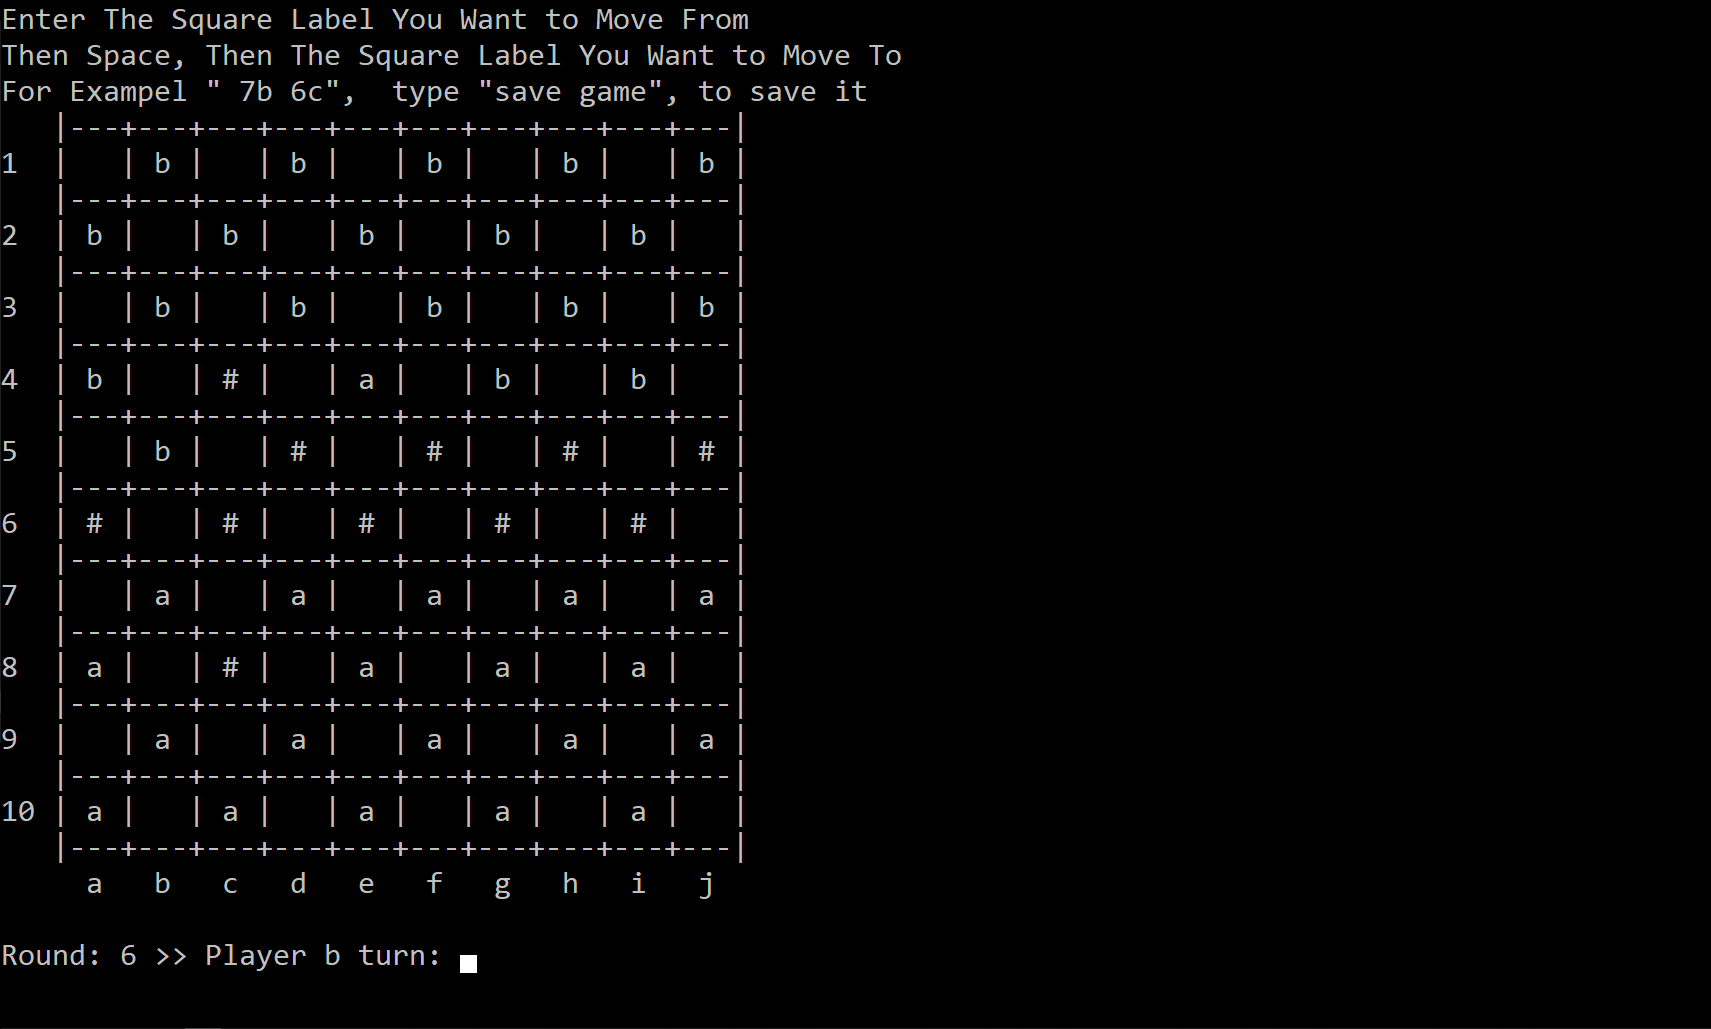 Enter The Square Label You Want to Move From
Then Space, Then The Square Label You Want to Move To
For Exampel " 7b 6c",  type "save game", to save it
|---+---+---+---+---+---+---+---+---+---|
1 |   | b |   | b |   | b |   | b |   | b |
|---+---+---+---+---+---+---+---+---+---|
2 | b |   | b |   | b |   | b |   | b |   |
|---+---+---+---+---+---+---+---+---+---|
3 |   | b |   | b |   | b |   | b |   | b |
|---+---+---+---+---+---+---+---+---+---|
4 | b |   | # |   | a |   | b |   | b |   |
|---+---+---+---+---+---+---+---+---+---|
5 |   | b |   | # |   | # |   | # |   | # |
|---+---+---+---+---+---+---+---+---+---|
6 | # |   | # |   | # |   | # |   | # |   |
|---+---+---+---+---+---+---+---+---+---|
7 |   | a |   | a |   | a |   | a |   | a |
|---+---+---+---+---+---+---+---+---+---|
8 | a |   | # |   | a |   | a |   | a |   |
|---+---+---+---+---+---+---+---+---+---|
9 |   | a |   | a |   | a |   | a |   | a |
|---+---+---+---+---+---+---+---+---+---|
10 | a |   | a |   | a |   | a |   | a |   |
|---+---+---+---+---+---+---+---+---+---|
a b c d e f g h i j
Round: 6 >> Player b turn: